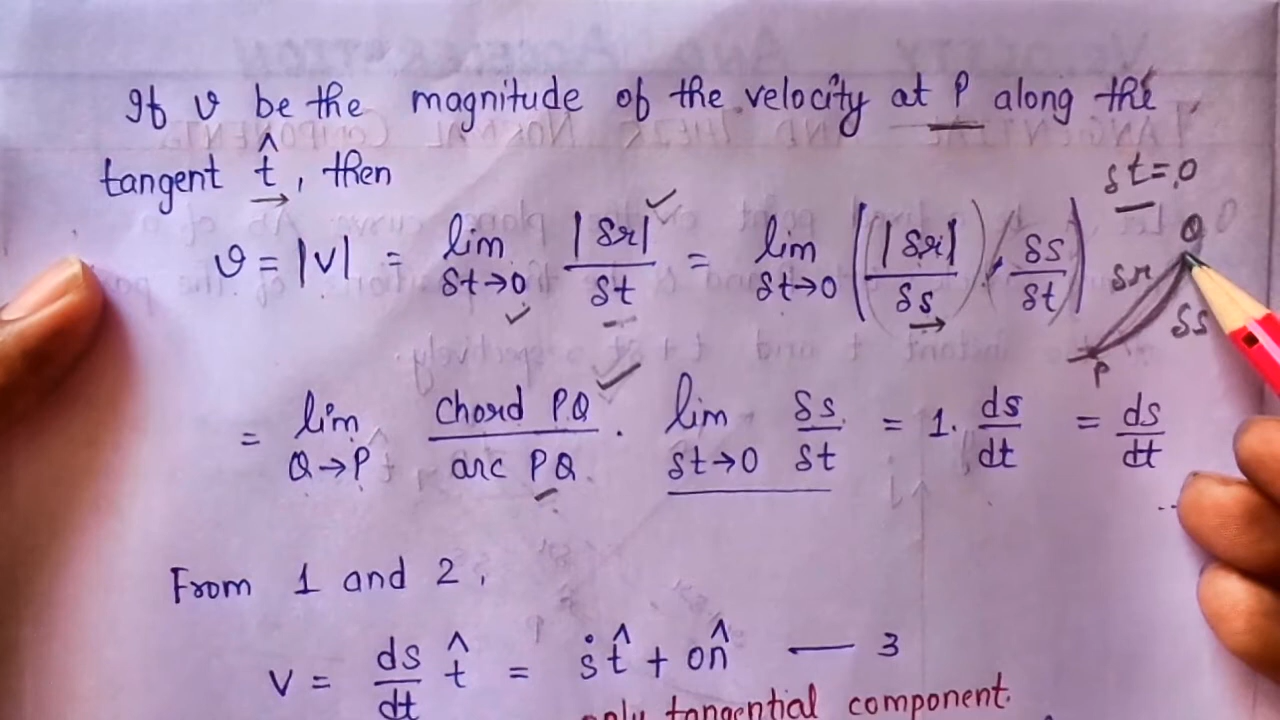 If v be the magnitude of the velocity at P along the
tangent t̂, then
δt=0
v = |v| = lim δt→0 |δr|/δt = lim δt→0 (|δr|/δs) · (δs/δt)
Q
δr
δs
P
= lim Q→P chord PQ/arc PQ · lim δt→0 δs/δt = 1. ds/dt = ds/dt
From 1 and 2,
v = ds/dt t̂ = ṡt̂ + 0n̂ — 3
only tangential component.